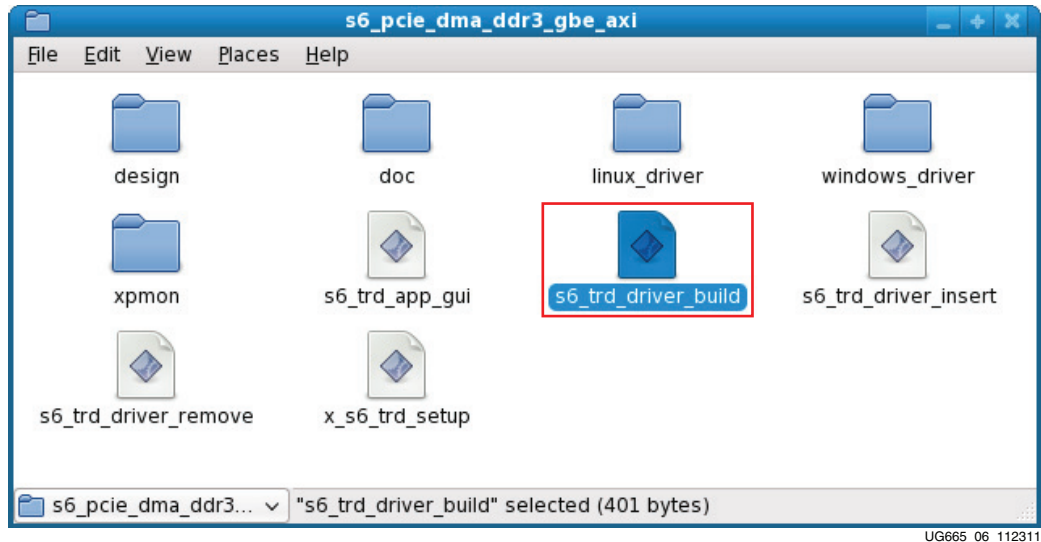 s6_pcie_dma_ddr3_gbe_axi
File Edit View Places Help
design doc linux_driver windows_driver
xpmon s6_trd_app_gui s6_trd_driver_build s6_trd_driver_insert
s6_trd_driver_remove x_s6_trd_setup
s6_pcie_dma_ddr3... "s6_trd_driver_build" selected (401 bytes)
UG665_06_112311